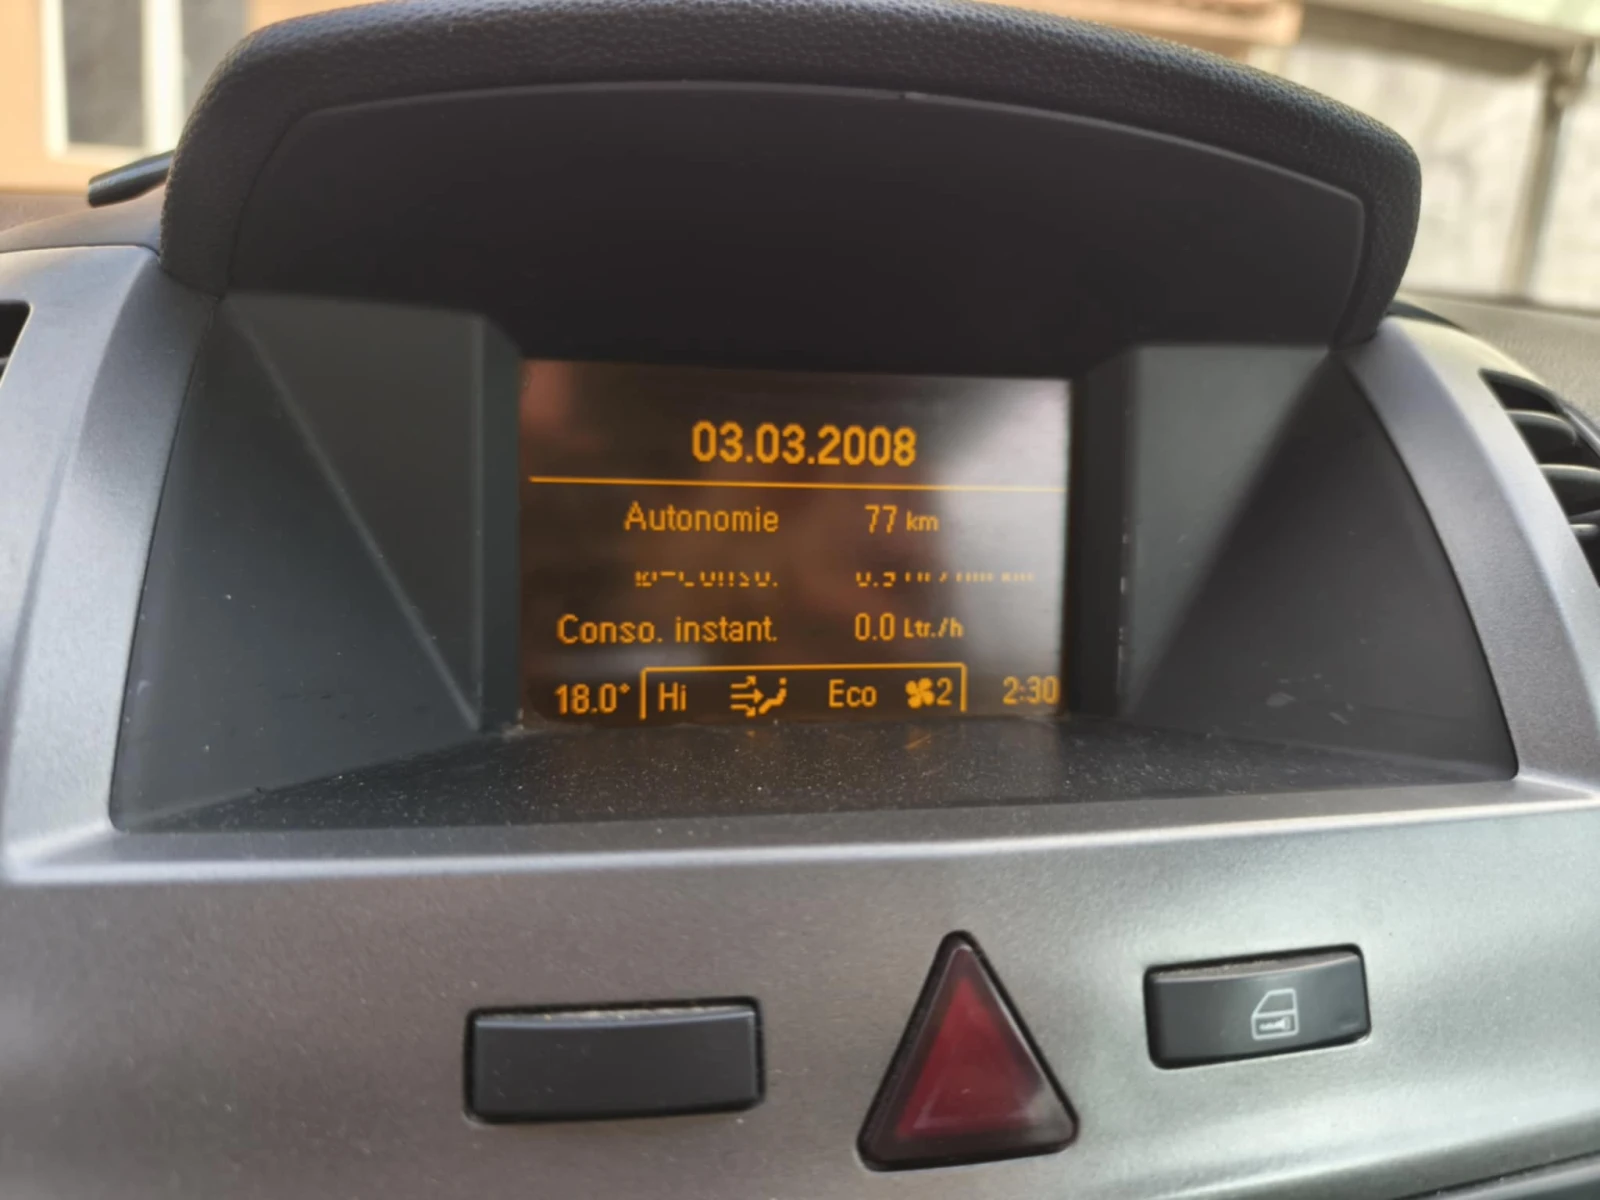 03.03.2008
Autonomie 77 km
Conso. instant. 0.0 Ltr./h
18.0° Hi Eco 2 2:30